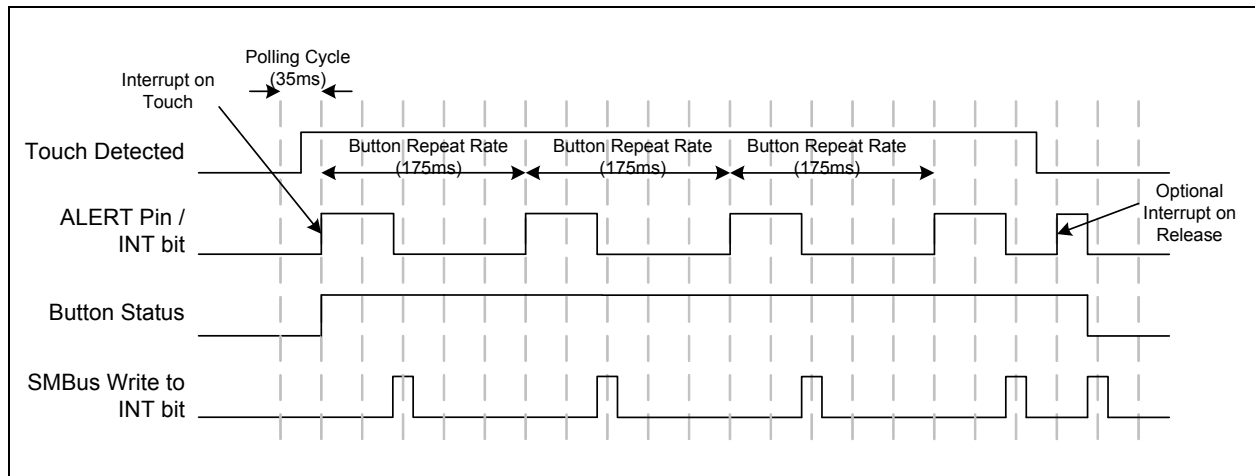 Polling Cycle
(35ms)
Interrupt on
Touch
Touch Detected
Button Repeat Rate
(175ms)
Button Repeat Rate
(175ms)
Button Repeat Rate
(175ms)
ALERT Pin /
INT bit
Optional
Interrupt on
Release
Button Status
SMBus Write to
INT bit